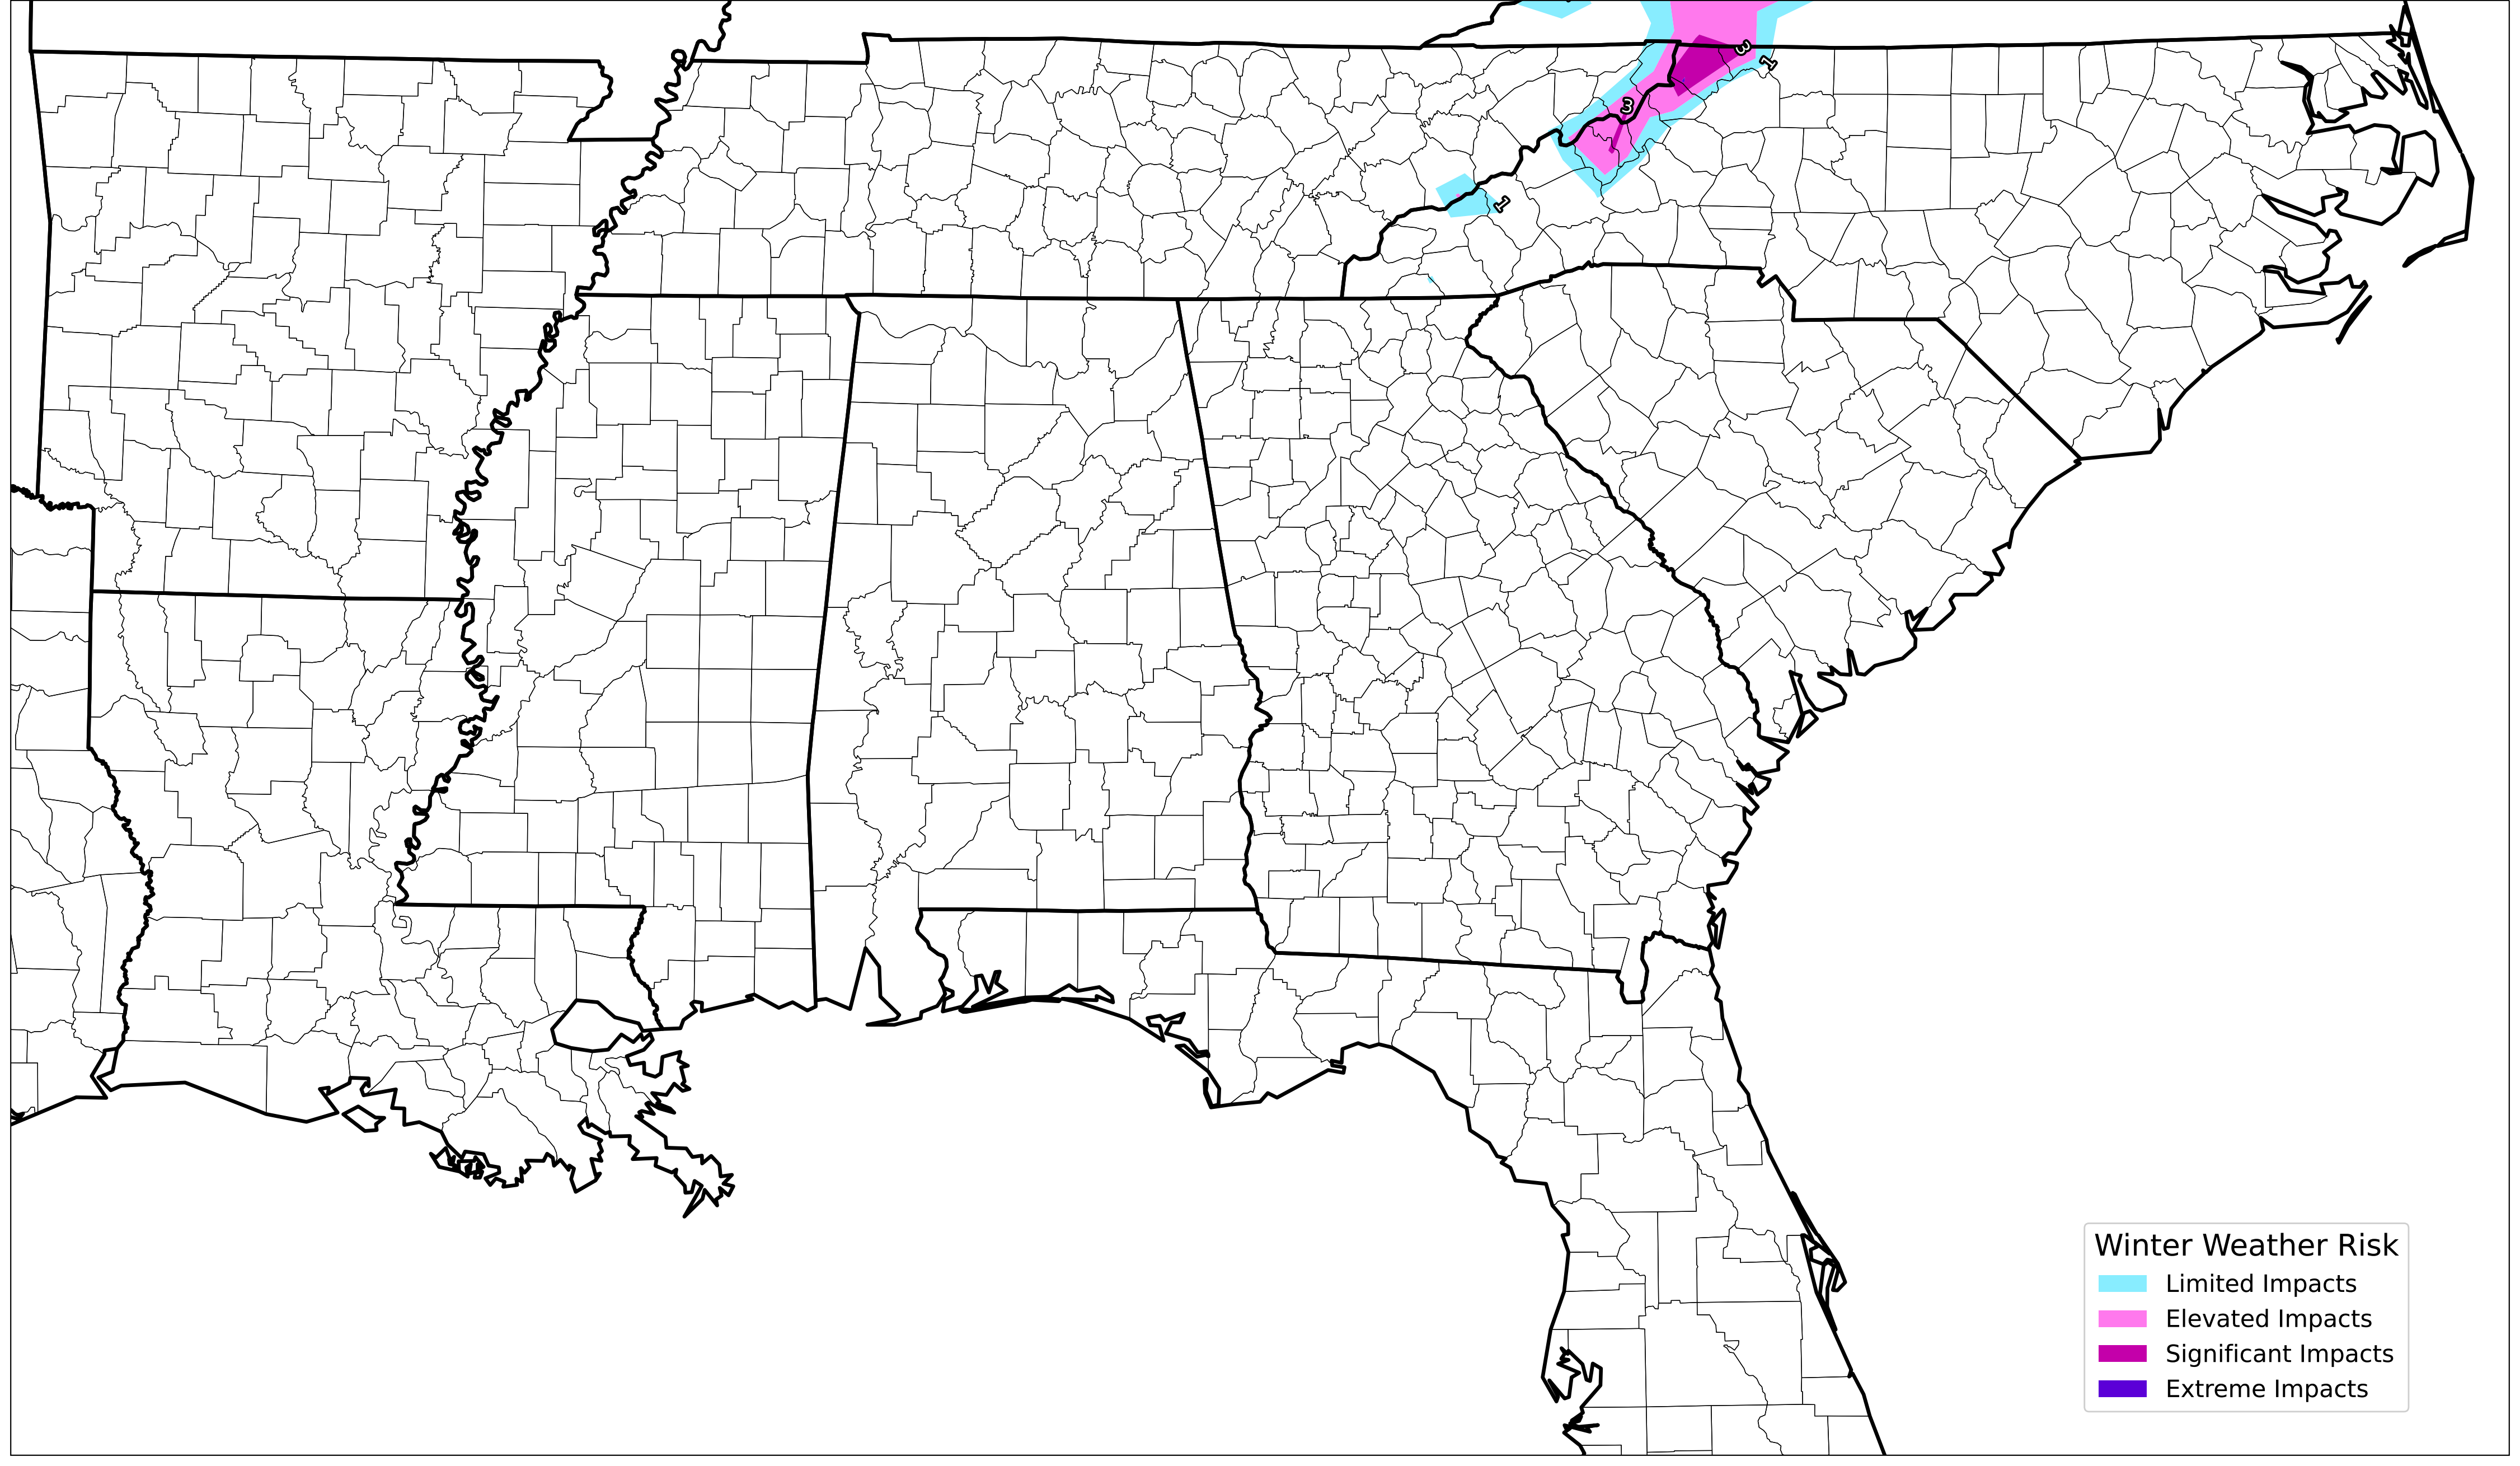 3
1
3
1
Winter Weather Risk
Limited Impacts
Elevated Impacts
Significant Impacts
Extreme Impacts